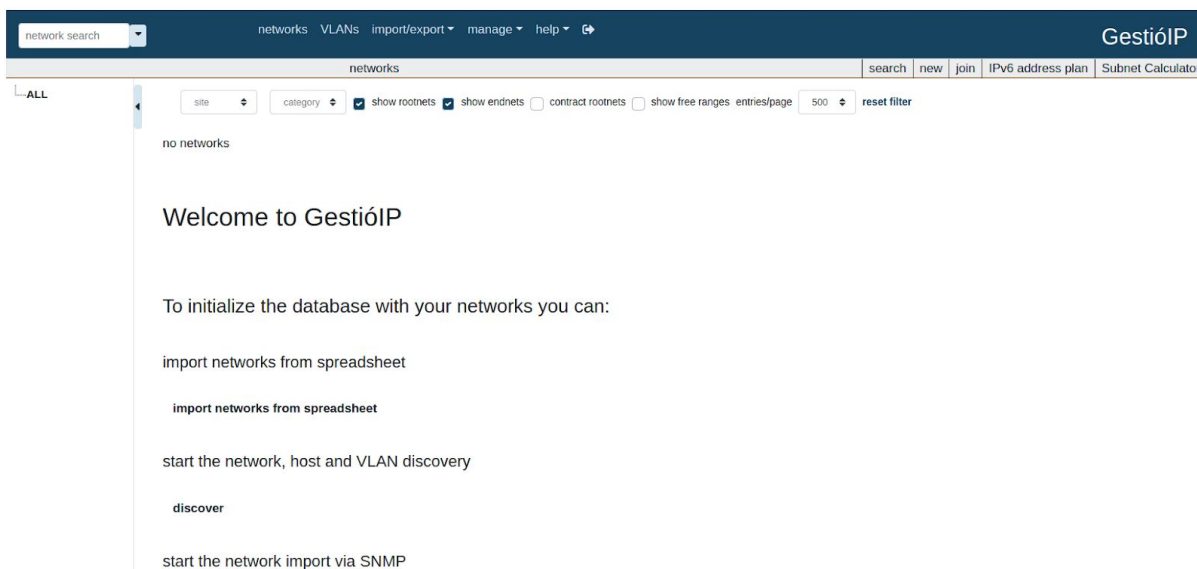 network search
networks VLANs import/export manage help
GestióIP
networks
search new join IPv6 address plan Subnet Calculator
ALL
site category show rootnets show endnets contract rootnets show free ranges entries/page 500 reset filter
no networks
Welcome to GestióIP
To initialize the database with your networks you can:
import networks from spreadsheet
import networks from spreadsheet
start the network, host and VLAN discovery
discover
start the network import via SNMP